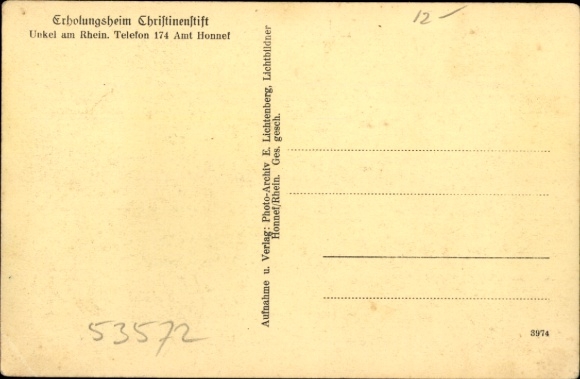 Erholungsheim Christinenstift
Unkel am Rhein. Telefon 174 Amt Honnef
12 –
Aufnahme u. Verlag: Photo-Archiv E. Lichtenberg, Lichtbildner
Honnef/Rhein. Ges. gesch.
53572
3974